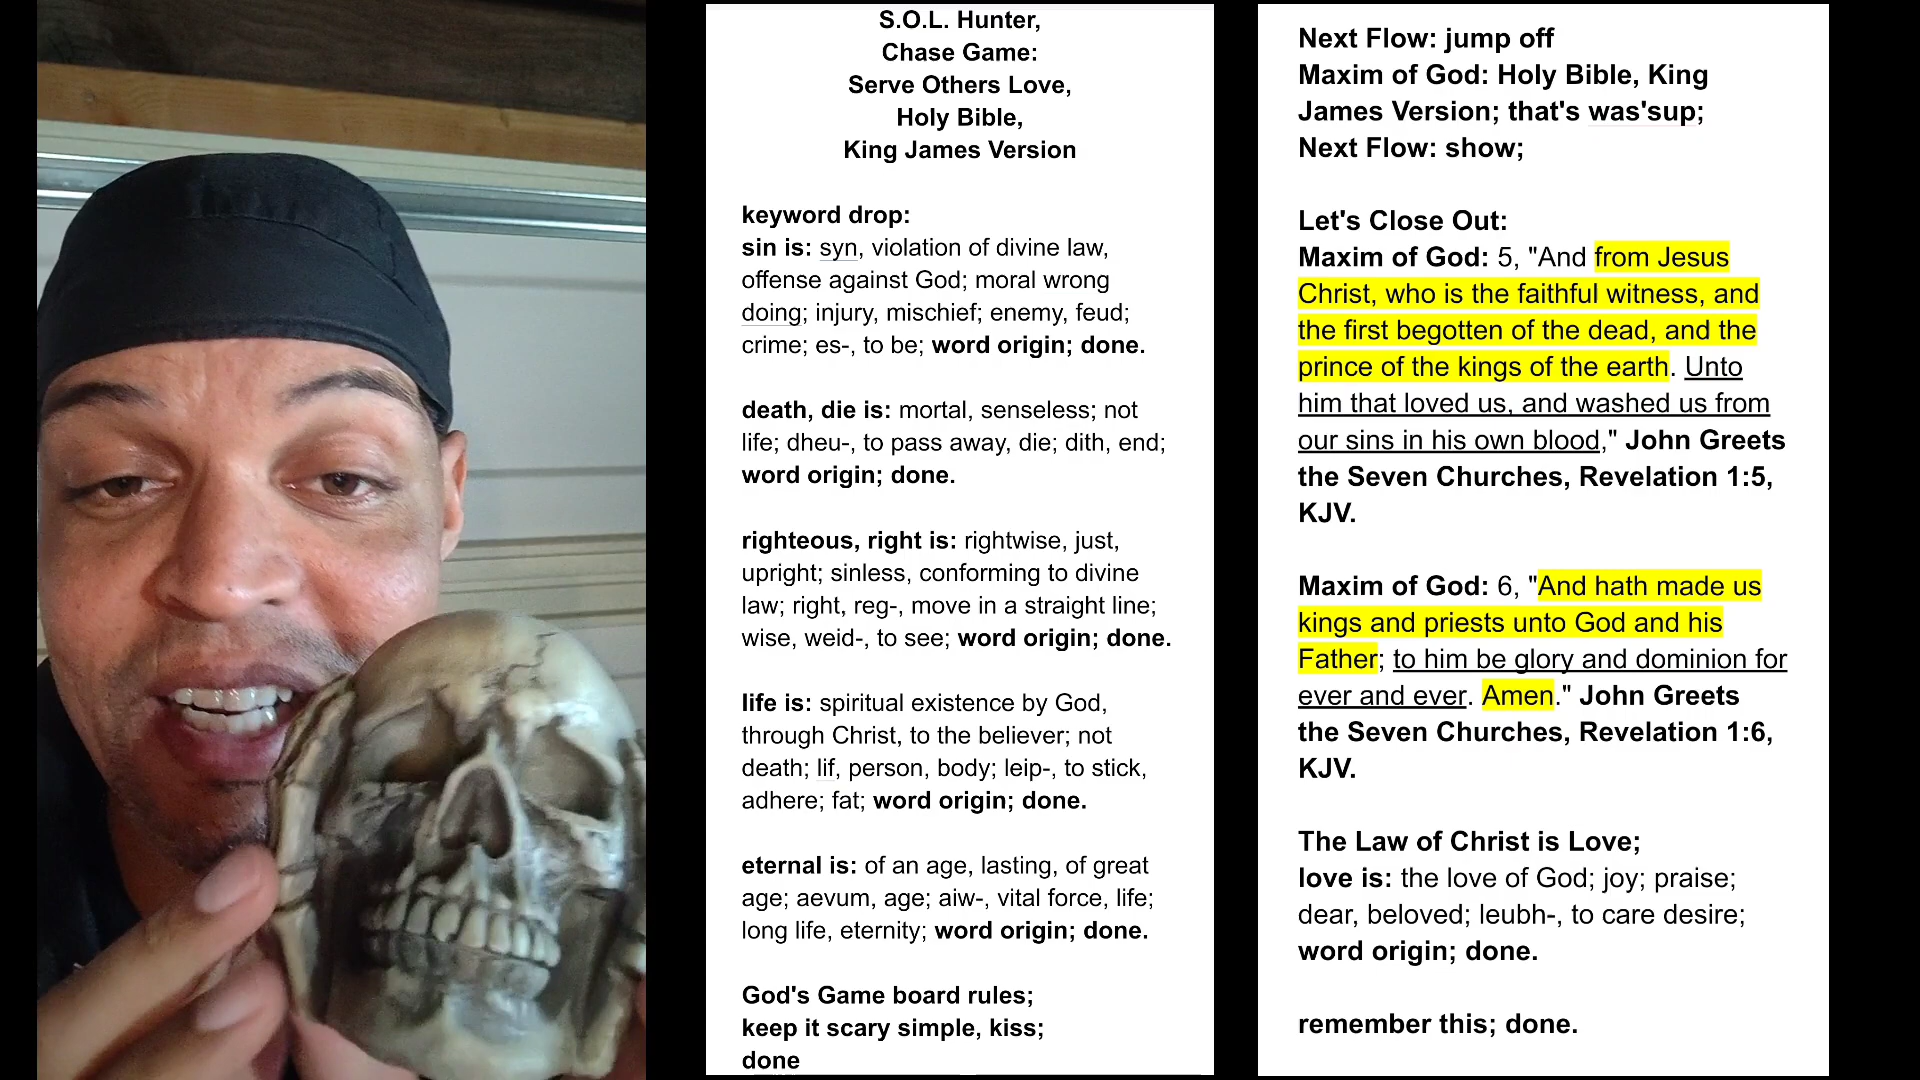 S.O.L. Hunter,
Chase Game:
Serve Others Love,
Holy Bible,
King James Version
keyword drop:
sin is: syn, violation of divine law,
offense against God; moral wrong
doing; injury, mischief; enemy, feud;
crime; es-, to be; word origin; done.
death, die is: mortal, senseless; not
life; dheu-, to pass away, die; dith, end;
word origin; done.
righteous, right is: rightwise, just,
upright; sinless, conforming to divine
law; right, reg-, move in a straight line;
wise, weid-, to see; word origin; done.
life is: spiritual existence by God,
through Christ, to the believer; not
death; lif, person, body; leip-, to stick,
adhere; fat; word origin; done.
eternal is: of an age, lasting, of great
age; aevum, age; aiw-, vital force, life;
long life, eternity; word origin; done.
God's Game board rules;
keep it scary simple, kiss;
done
Next Flow: jump off
Maxim of God: Holy Bible, King
James Version; that's was'sup;
Next Flow: show;
Let's Close Out:
Maxim of God: 5, "And from Jesus
Christ, who is the faithful witness, and
the first begotten of the dead, and the
prince of the kings of the earth. Unto
him that loved us, and washed us from
our sins in his own blood," John Greets
the Seven Churches, Revelation 1:5,
KJV.
Maxim of God: 6, "And hath made us
kings and priests unto God and his
Father; to him be glory and dominion for
ever and ever. Amen." John Greets
the Seven Churches, Revelation 1:6,
KJV.
The Law of Christ is Love;
love is: the love of God; joy; praise;
dear, beloved; leubh-, to care desire;
word origin; done.
remember this; done.